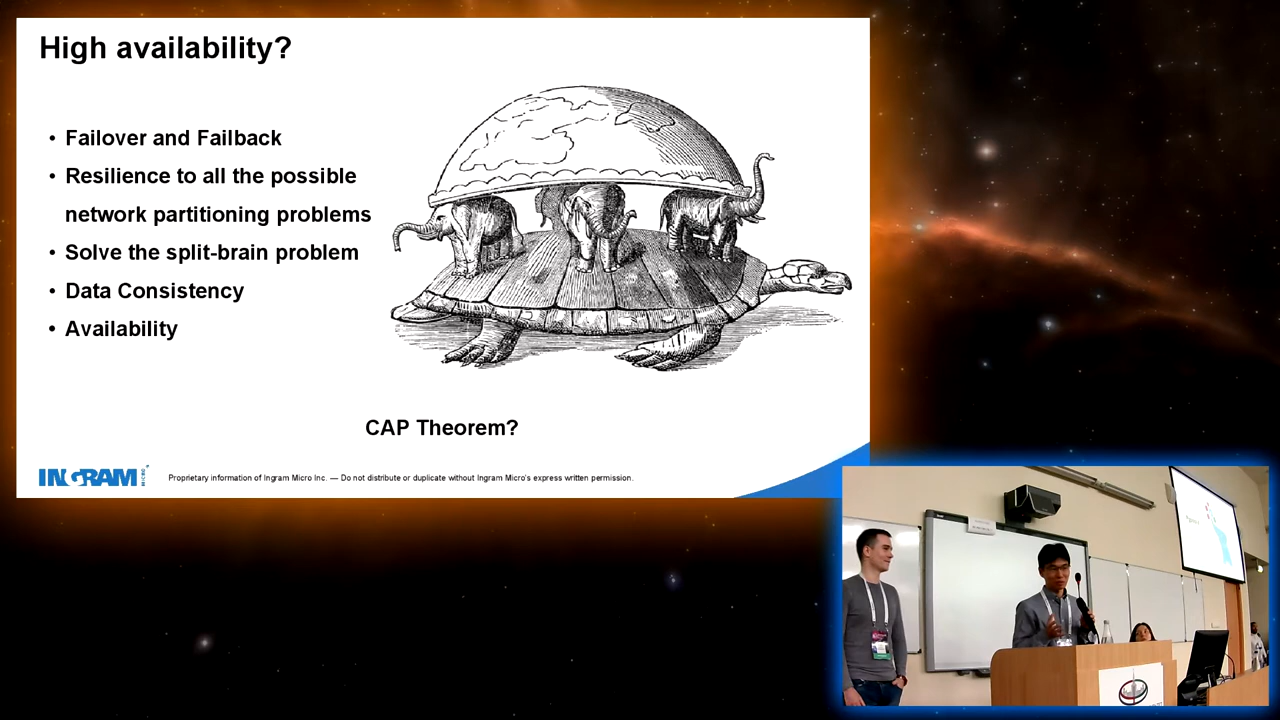 High availability?
• Failover and Failback
• Resilience to all the possible
network partitioning problems
• Solve the split-brain problem
• Data Consistency
• Availability
CAP Theorem?
INGRAM MICRO
Proprietary information of Ingram Micro Inc. — Do not distribute or duplicate without Ingram Micro's express written permission.